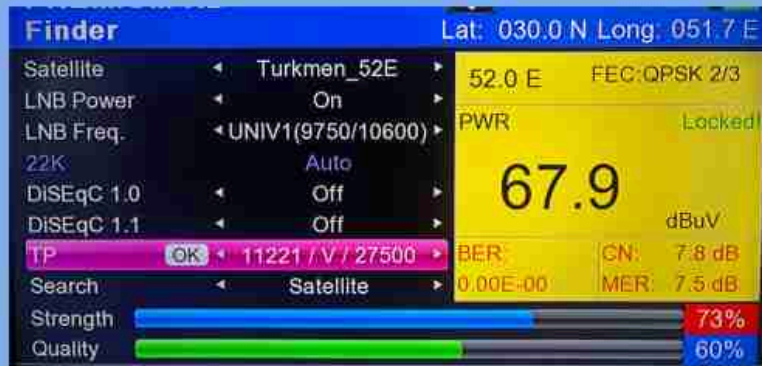 Finder
Lat: 030.0 N Long: 051.7 E
Satellite Turkmen_52E
LNB Power On
LNB Freq. UNIV1(9750/10600)
22K Auto
DiSEqC 1.0 Off
DiSEqC 1.1 Off
TP OK 11221 / V / 27500
Search Satellite
52.0 E FEC:QPSK 2/3
PWR Locked!
67.9
dBuV
BER: CN: 7.8 dB
0.00E-00 MER: 7.5 dB
Strength 73%
Quality 60%